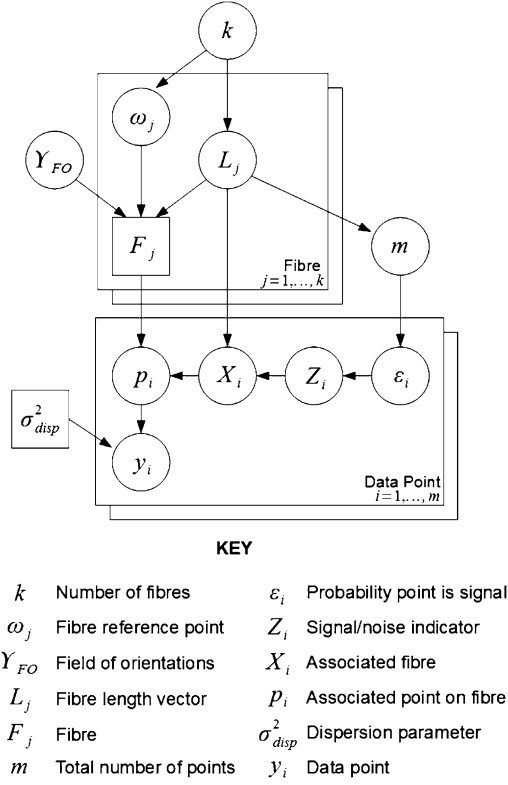 k
ω_j
Υ_FO
L_j
F_j
m
Fibre
j=1,..., k
p_i
X_i
Z_i
ε_i
σ²_disp
y_i
Data Point
i=1,..., m
KEY
k Number of fibres
ε_i Probability point is signal
ω_j Fibre reference point
Z_i Signal/noise indicator
Υ_FO Field of orientations
X_i Associated fibre
L_j Fibre length vector
p_i Associated point on fibre
F_j Fibre
σ²_disp Dispersion parameter
m Total number of points
y_i Data point